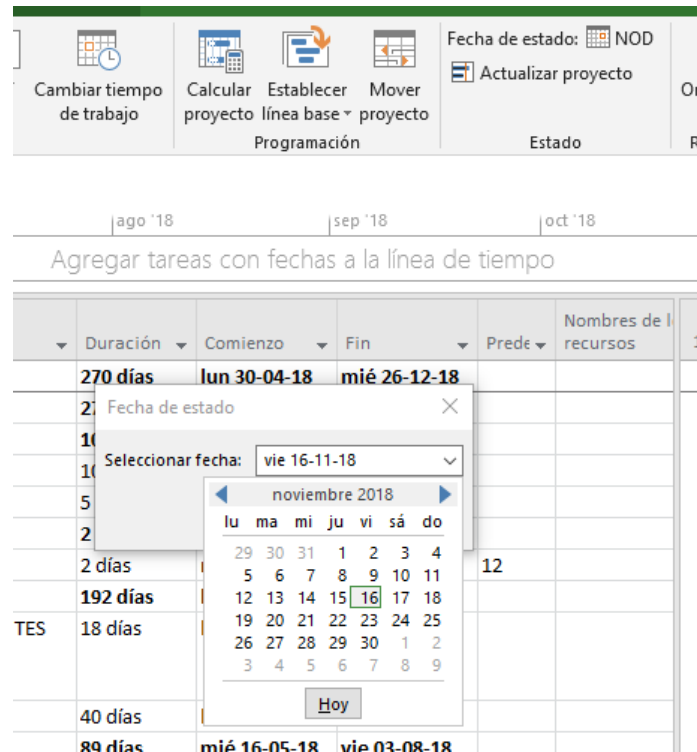 Fecha de estado: NOD
Actualizar proyecto
Cambiar tiempo
de trabajo
Calcular
proyecto
Establecer
línea base
Mover
proyecto
Programación
Estado
ago '18
sep '18
oct '18
Agregar tareas con fechas a la línea de tiempo
Duración
Comienzo
Fin
Nombres de
recursos
270 días lun 30-04-18 mié 26-12-18
Fecha de estado
Seleccionar fecha: vie 16-11-18
noviembre 2018
lu ma mi ju vi sá do
29 30 31 1 2 3 4
5 6 7 8 9 10 11
12 13 14 15 16 17 18
19 20 21 22 23 24 25
26 27 28 29 30 1 2
3 4 5 6 7 8 9
Hoy
5
2
2 días 12
192 días
TES 18 días
40 días
89 días mié 16-05-18 vie 03-08-18